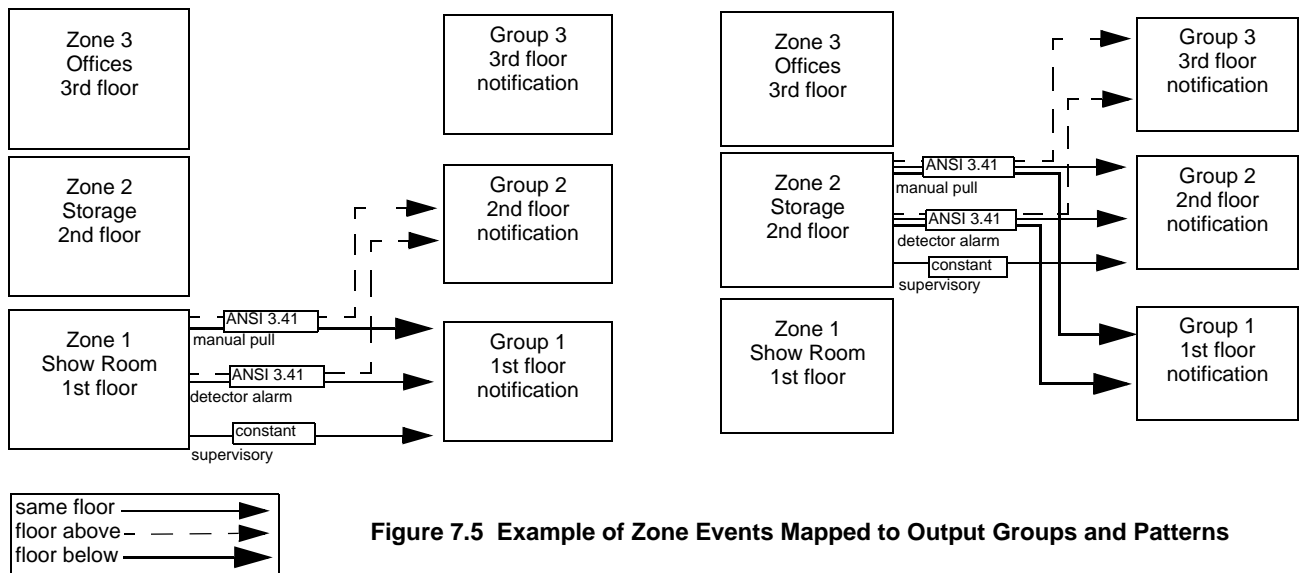 Zone 3
Offices
3rd floor
Group 3
3rd floor
notification
Zone 2
Storage
2nd floor
Group 2
2nd floor
notification
Zone 1
Show Room
1st floor
ANSI 3.41
manual pull
ANSI 3.41
detector alarm
constant
supervisory
Group 1
1st floor
notification
Zone 3
Offices
3rd floor
Group 3
3rd floor
notification
Zone 2
Storage
2nd floor
ANSI 3.41
manual pull
ANSI 3.41
detector alarm
constant
supervisory
Group 2
2nd floor
notification
Zone 1
Show Room
1st floor
Group 1
1st floor
notification
same floor
floor above
floor below
Figure 7.5 Example of Zone Events Mapped to Output Groups and Patterns